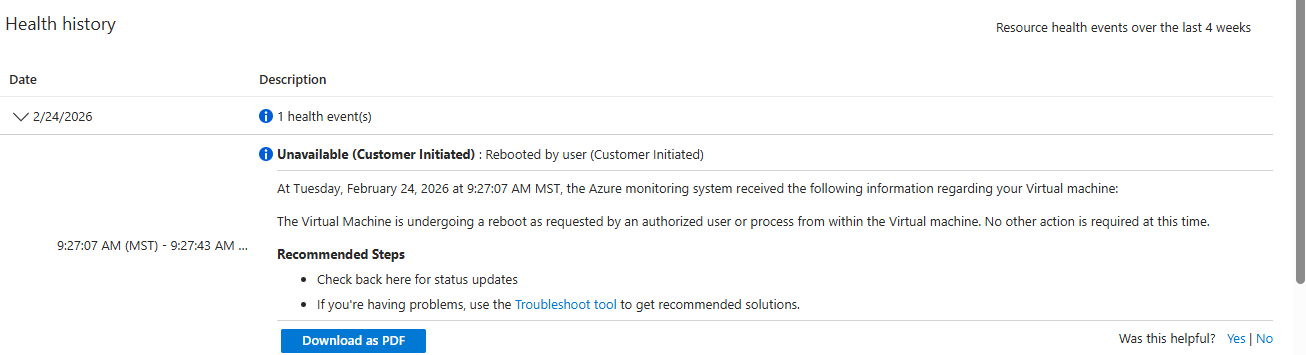 Health history
Resource health events over the last 4 weeks
Date Description
2/24/2026 1 health event(s)
Unavailable (Customer Initiated) : Rebooted by user (Customer Initiated)
At Tuesday, February 24, 2026 at 9:27:07 AM MST, the Azure monitoring system received the following information regarding your Virtual machine:
The Virtual Machine is undergoing a reboot as requested by an authorized user or process from within the Virtual machine. No other action is required at this time.
9:27:07 AM (MST) - 9:27:43 AM ...
Recommended Steps
• Check back here for status updates
• If you're having problems, use the Troubleshoot tool to get recommended solutions.
Download as PDF
Was this helpful? Yes | No